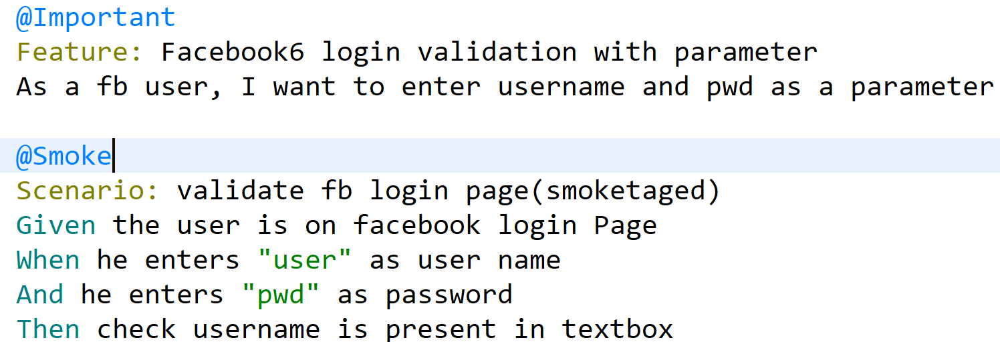 @Important
Feature: Facebook6 login validation with parameter
As a fb user, I want to enter username and pwd as a parameter
@Smoke
Scenario: validate fb login page(smoketaged)
Given the user is on facebook login Page
When he enters "user" as user name
And he enters "pwd" as password
Then check username is present in textbox